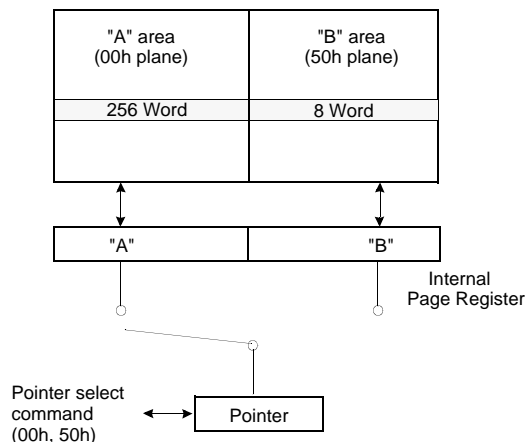 "A" area
(00h plane)
"B" area
(50h plane)
256 Word
8 Word
"A"
"B"
Internal
Page Register
Pointer select
command
(00h, 50h)
Pointer